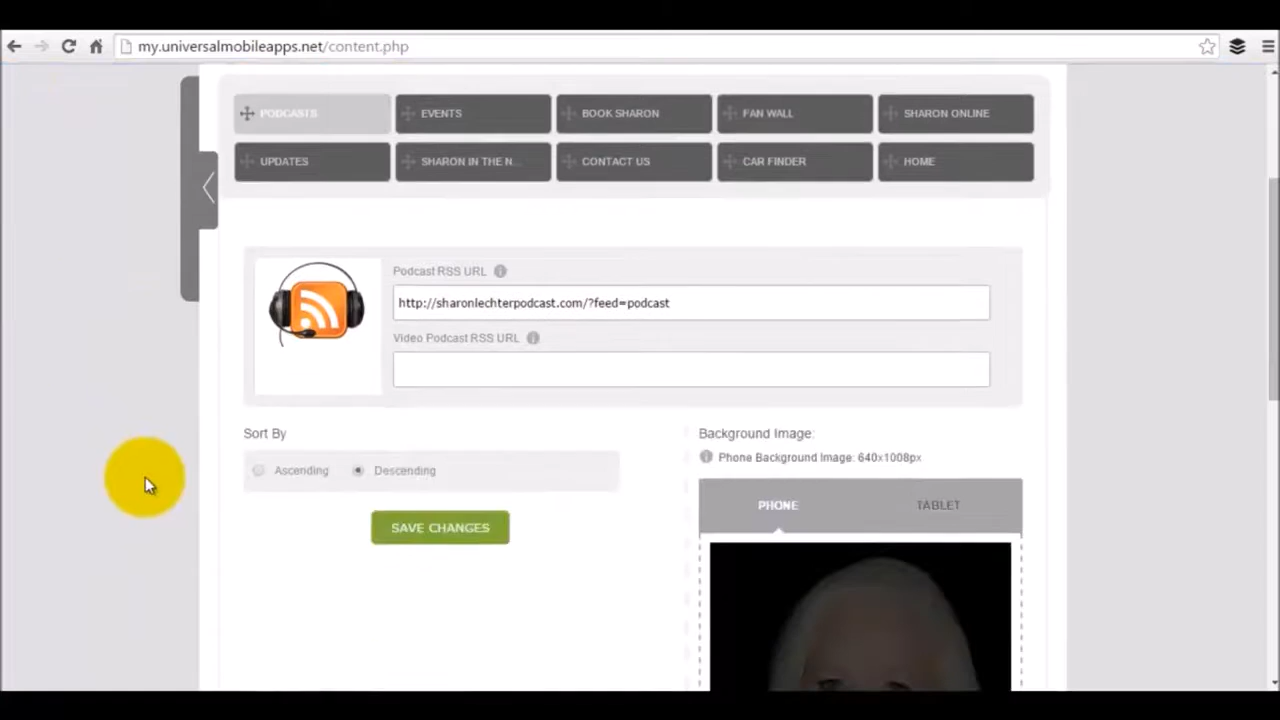 my.universalmobileapps.net/content.php
PODCASTS EVENTS BOOK SHARON FAN WALL SHARON ONLINE
UPDATES SHARON IN THE N... CONTACT US CAR FINDER HOME
Podcast RSS URL
http://sharonlechterpodcast.com/?feed=podcast
Video Podcast RSS URL
Sort By
Ascending Descending
SAVE CHANGES
Background Image:
Phone Background Image: 640x1008px
PHONE TABLET